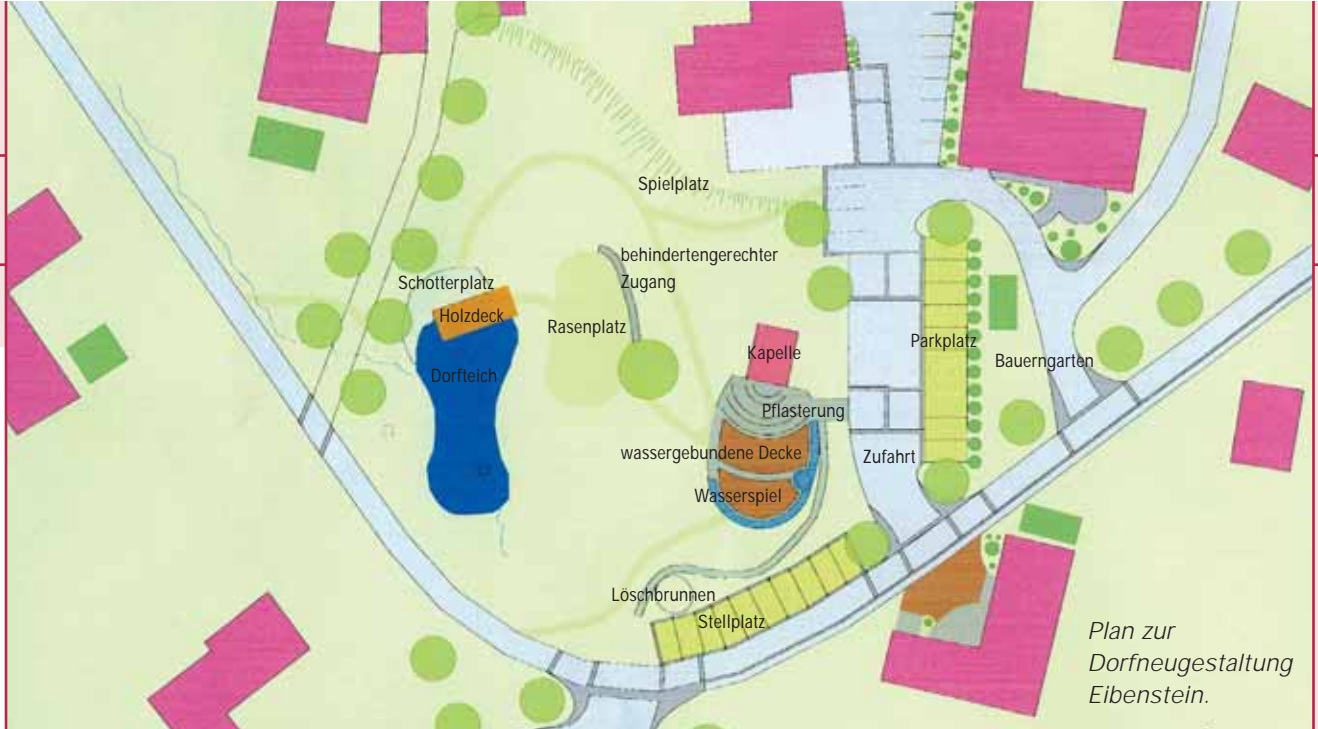 Spielplatz
behindertengerechter
Zugang
Schotterplatz
Holzdeck
Rasenplatz
Parkplatz
Kapelle
Bauerngarten
Dorfteich
Pflasterung
wassergebundene Decke
Zufahrt
Wasserspiel
Löschbrunnen
Stellplatz
Plan zur
Dorfneugestaltung
Eibenstein.